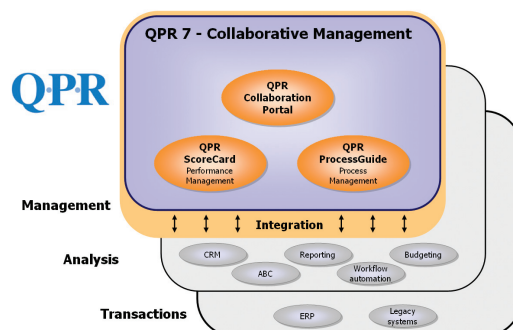 QPR 7 - Collaborative Management
Q·P·R
QPR
Collaboration
Portal
QPR
ScoreCard
Performance
Management
QPR
ProcessGuide
Process
Management
Management
Integration
Analysis
CRM
Reporting
Budgeting
ABC
Workflow
automation
Transactions
ERP
Legacy
systems